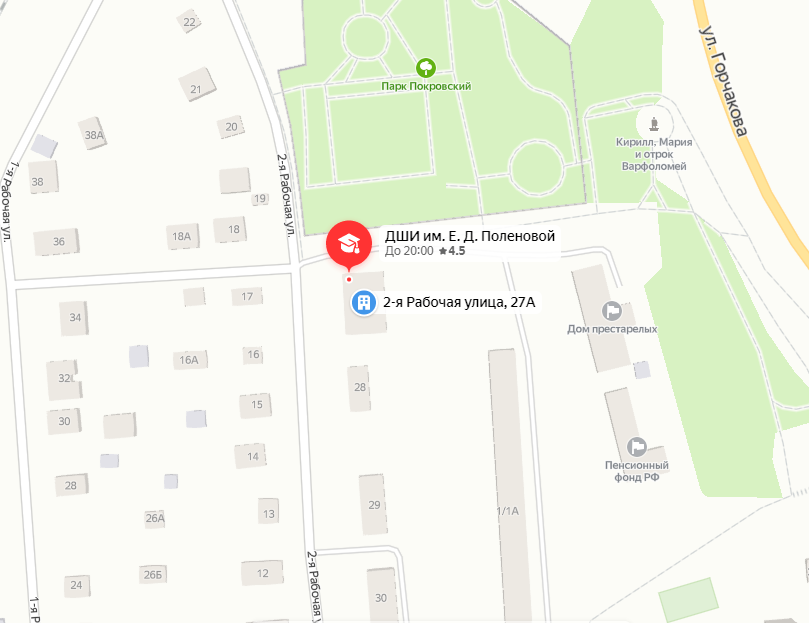 22
ул. Горчакова
Парк Покровский
21
20
38А
Кирилл. Мария
и отрок
Варфоломей
1-я Рабочая ул.
2-я Рабочая ул.
38
19
18
18А
36
ДШИ им. Е. Д. Поленовой
До 20:00 ★4.5
17
2-я Рабочая улица, 27А
34
Дом престарелых
16А
16
32
28
15
30
14
Пенсионный
фонд РФ
28
29
13
1/1А
26А
26Б
12
24
30
1-я Р
2-я Рабочая у